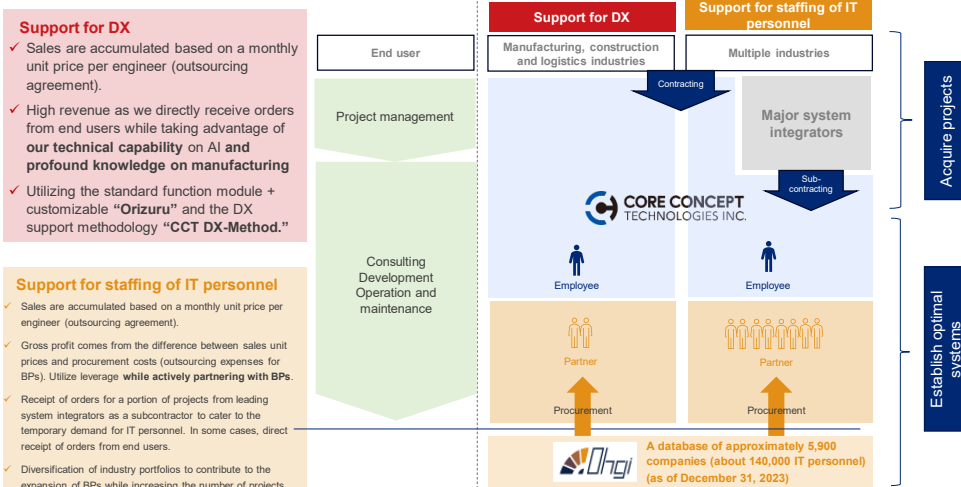 Support for DX
✓ Sales are accumulated based on a monthly
unit price per engineer (outsourcing
agreement).
✓ High revenue as we directly receive orders
from end users while taking advantage of
our technical capability on AI and
profound knowledge on manufacturing
✓ Utilizing the standard function module +
customizable “Orizuru” and the DX
support methodology “CCT DX-Method.”
Support for staffing of IT personnel
✓ Sales are accumulated based on a monthly unit price per
engineer (outsourcing agreement).
✓ Gross profit comes from the difference between sales unit
prices and procurement costs (outsourcing expenses for
BPs). Utilize leverage while actively partnering with BPs.
✓ Receipt of orders for a portion of projects from leading
system integrators as a subcontractor to cater to the
temporary demand for IT personnel. In some cases, direct
receipt of orders from end users.
✓ Diversification of industry portfolios to contribute to the
expansion of BPs while increasing the number of projects
End user
Project management
Consulting
Development
Operation and
maintenance
Support for DX
Support for staffing of IT
personnel
Manufacturing, construction
and logistics industries
Multiple industries
Contracting
Major system
integrators
Sub-
contracting
CORE CONCEPT
TECHNOLOGIES INC.
Employee
Employee
Partner
Partner
Procurement
Procurement
Ohgi
A database of approximately 5,900
companies (about 140,000 IT personnel)
(as of December 31, 2023)
Acquire projects
Establish optimal
systems